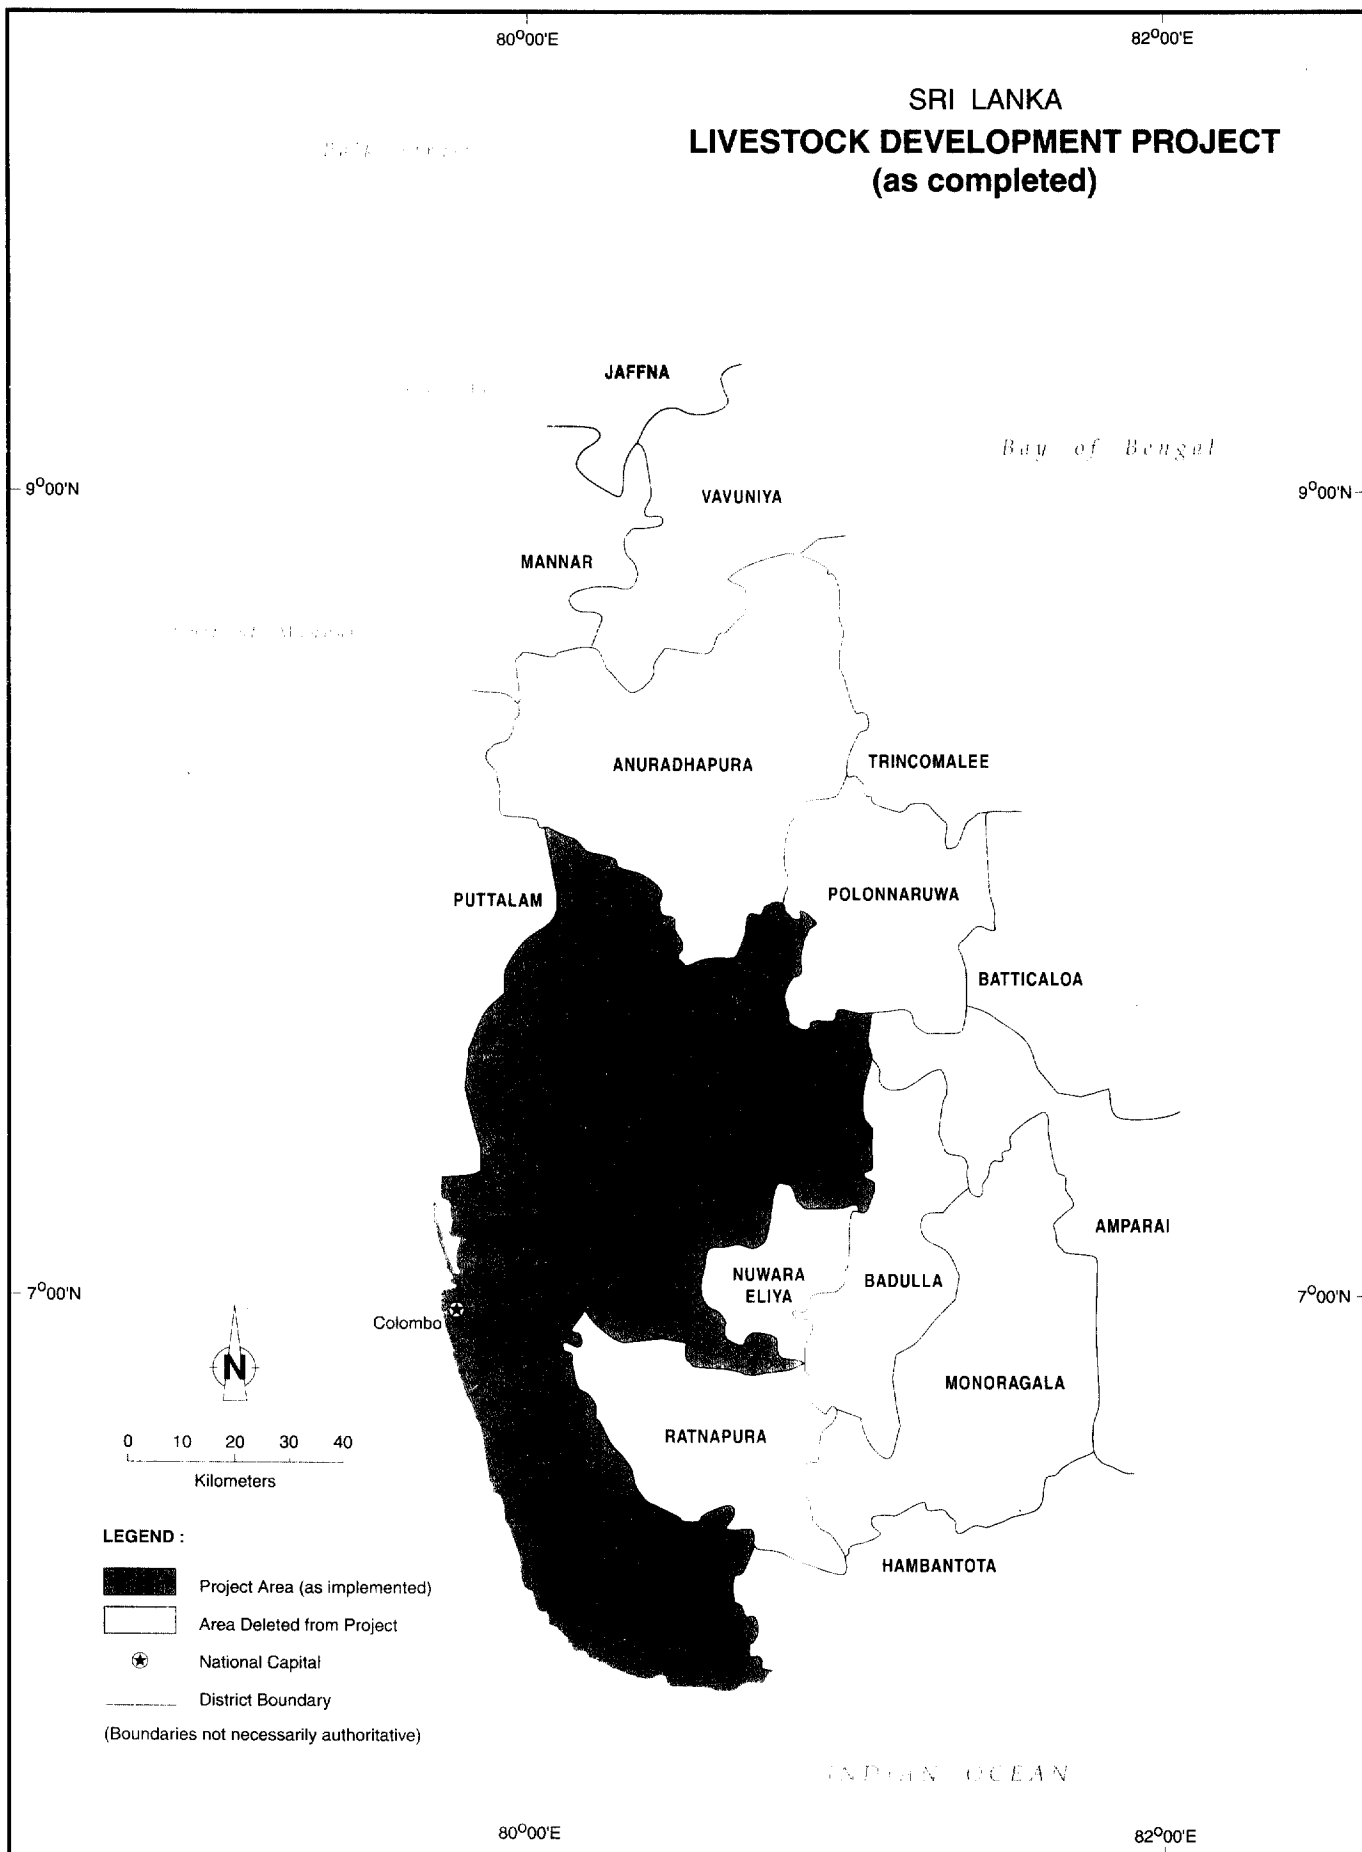 80°00'E
82°00'E
SRI LANKA
LIVESTOCK DEVELOPMENT PROJECT
(as completed)
JAFFNA
Bay of Bengal
9°00'N
VAVUNIYA
9°00'N
MANNAR
ANURADHAPURA
TRINCOMALEE
PUTTALAM
POLONNARUWA
BATTICALOA
AMPARAI
7°00'N
NUWARA
ELIYA
BADULLA
7°00'N
Colombo
N
MONORAGALA
RATNAPURA
0 10 20 30 40
Kilometers
LEGEND :
HAMBANTOTA
Project Area (as implemented)
Area Deleted from Project
National Capital
District Boundary
(Boundaries not necessarily authoritative)
INDIAN OCEAN
80°00'E
82°00'E